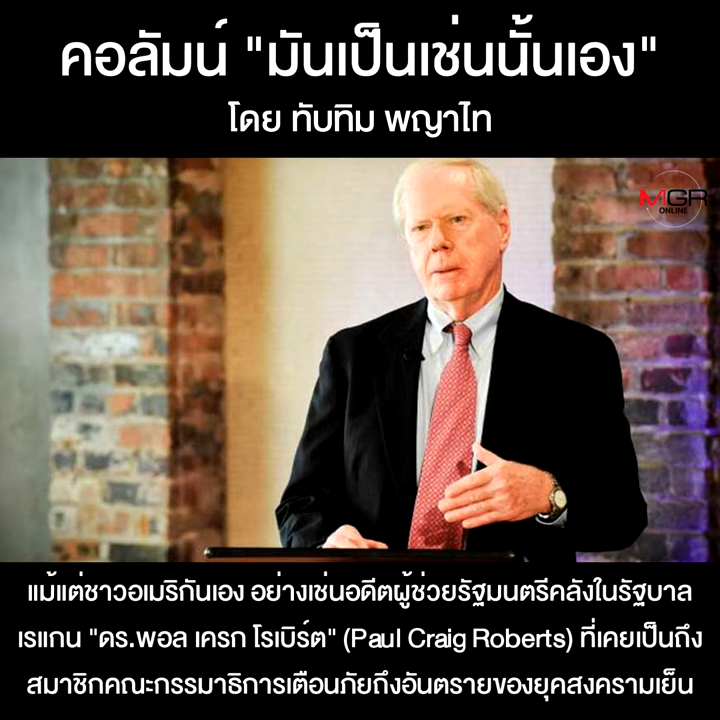 คอลัมน์ "มันเป็นเช่นนั้นเอง"
โดย ทับทิม พญาไท
MGR
ONLINE
แม้แต่ชาวอเมริกันเอง อย่างเช่นอดีตผู้ช่วยรัฐมนตรีคลังในรัฐบาล
เรแกน "ดร.พอล เครก โรเบิร์ต" (Paul Craig Roberts) ที่เคยเป็นถึง
สมาชิกคณะกรรมาธิการเตือนภัยถึงอันตรายของยุคสงครามเย็น